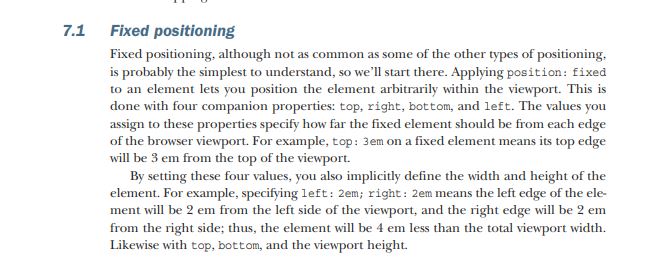 7.1 Fixed positioning
Fixed positioning, although not as common as some of the other types of positioning,
is probably the simplest to understand, so we'll start there. Applying position: fixed
to an element lets you position the element arbitrarily within the viewport. This is
done with four companion properties: top, right, bottom, and left. The values you
assign to these properties specify how far the fixed element should be from each edge
of the browser viewport. For example, top: 3em on a fixed element means its top edge
will be 3 em from the top of the viewport.
By setting these four values, you also implicitly define the width and height of the
element. For example, specifying left: 2em; right: 2em means the left edge of the ele-
ment will be 2 em from the left side of the viewport, and the right edge will be 2 em
from the right side; thus, the element will be 4 em less than the total viewport width.
Likewise with top, bottom, and the viewport height.